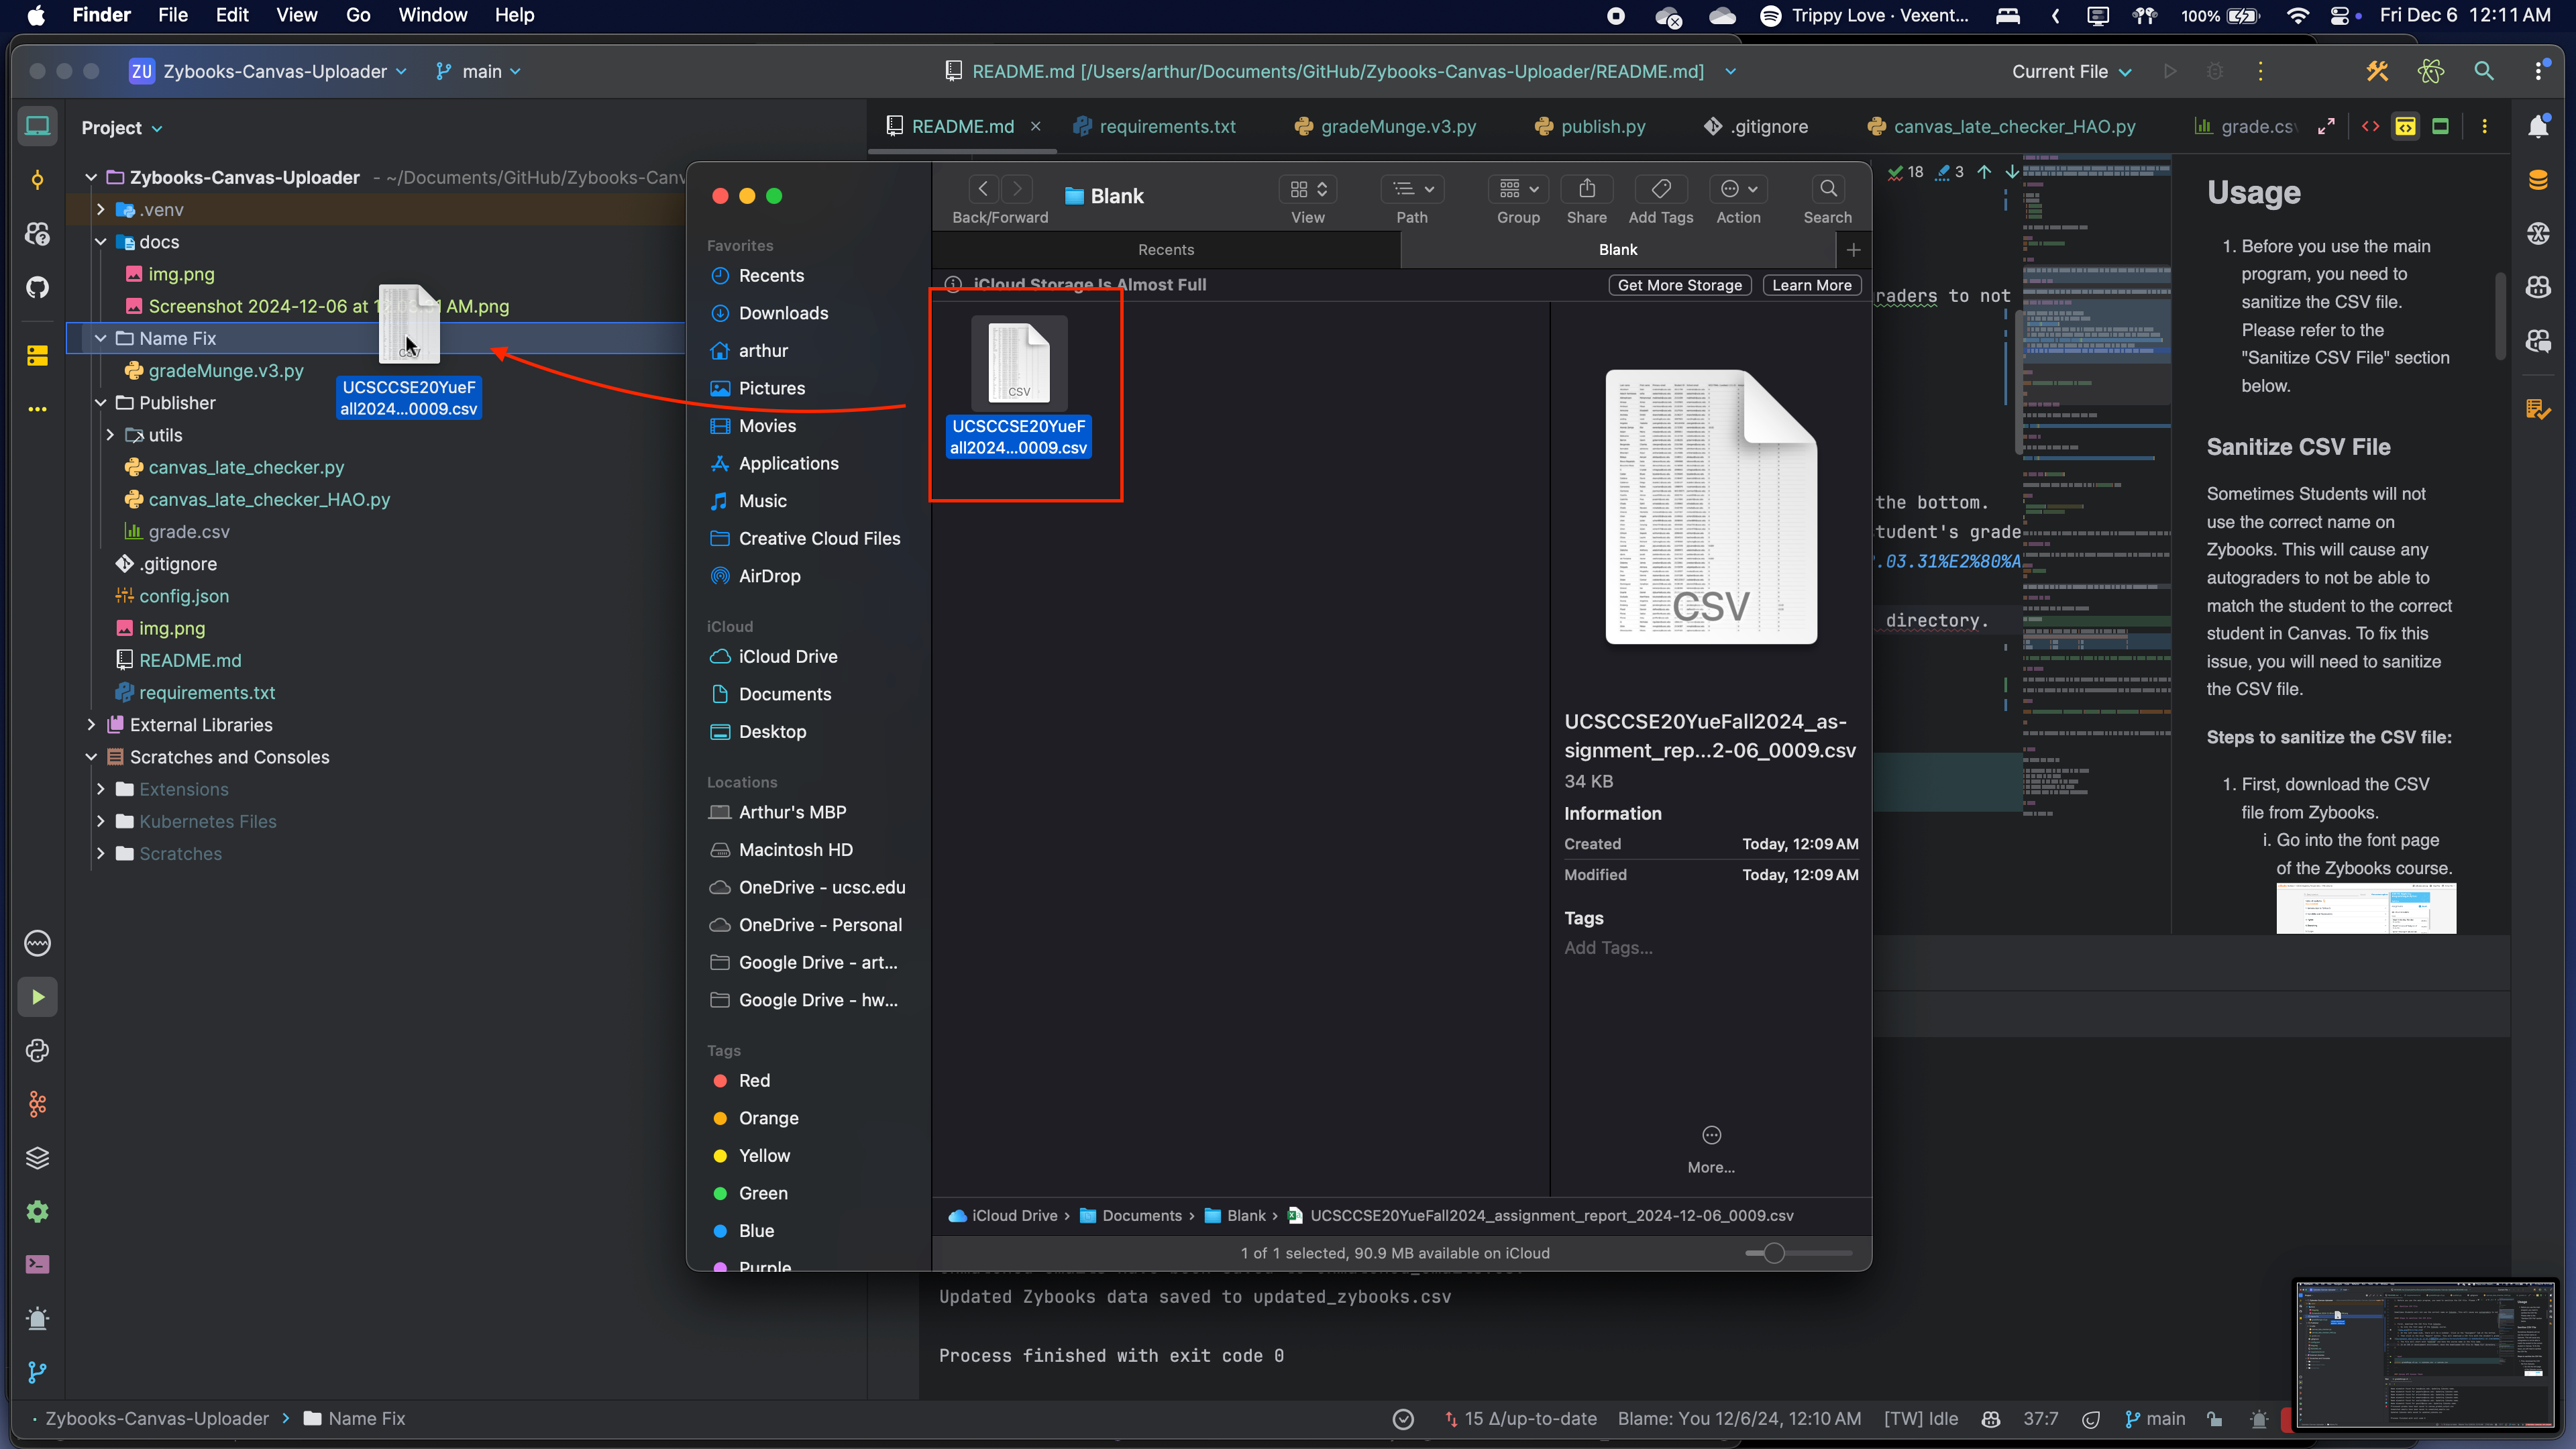 Finder File Edit View Go Window Help
Trippy Love · Vexent... 100% Fri Dec 6 12:11 AM
ZU Zybooks-Canvas-Uploader main
README.md [/Users/arthur/Documents/GitHub/Zybooks-Canvas-Uploader/README.md]
Current File
Project
README.md requirements.txt gradeMunge.v3.py publish.py .gitignore canvas_late_checker_HAO.py grade.cs
Zybooks-Canvas-Uploader - ~/Documents/GitHub/Zybooks-Canv
.venv
docs
img.png
Screenshot 2024-12-06 at 1 AM.png
Name Fix
gradeMunge.v3.py
Publisher
utils
canvas_late_checker.py
canvas_late_checker_HAO.py
grade.csv
.gitignore
config.json
img.png
README.md
requirements.txt
External Libraries
Scratches and Consoles
Extensions
Kubernetes Files
Scratches
UCSCCSE20YueF
all2024...0009.csv
Back/Forward
Blank
View
Path
Group
Share
Add Tags
Action
Search
Recents
Blank
iCloud Storage Is Almost Full
Get More Storage
Learn More
Favorites
Recents
Downloads
arthur
Pictures
Movies
Applications
Music
Creative Cloud Files
AirDrop
iCloud
iCloud Drive
Documents
Desktop
Locations
Arthur's MBP
Macintosh HD
OneDrive - ucsc.edu
OneDrive - Personal
Google Drive - art...
Google Drive - hw...
Tags
Red
Orange
Yellow
Green
Blue
Purple
CSV
UCSCCSE20YueF
all2024...0009.csv
CSV
UCSCCSE20YueFall2024_as-
signment_rep...2-06_0009.csv
34 KB
Information
Created Today, 12:09 AM
Modified Today, 12:09 AM
Tags
Add Tags...
More...
iCloud Drive › Documents › Blank › UCSCCSE20YueFall2024_assignment_report_2024-12-06_0009.csv
1 of 1 selected, 90.9 MB available on iCloud
18 3
raders to not
the bottom.
tudent's grade
.03.31%E2%80%A
directory.
Usage
1. Before you use the main
program, you need to
sanitize the CSV file.
Please refer to the
"Sanitize CSV File" section
below.
Sanitize CSV File
Sometimes Students will not
use the correct name on
Zybooks. This will cause any
autograders to not be able to
match the student to the correct
student in Canvas. To fix this
issue, you will need to sanitize
the CSV file.
Steps to sanitize the CSV file:
1. First, download the CSV
file from Zybooks.
i. Go into the font page
of the Zybooks course.
Updated Zybooks data saved to updated_zybooks.csv
Process finished with exit code 0
Zybooks-Canvas-Uploader › Name Fix
15 Δ/up-to-date Blame: You 12/6/24, 12:10 AM [TW] Idle 37:7 main